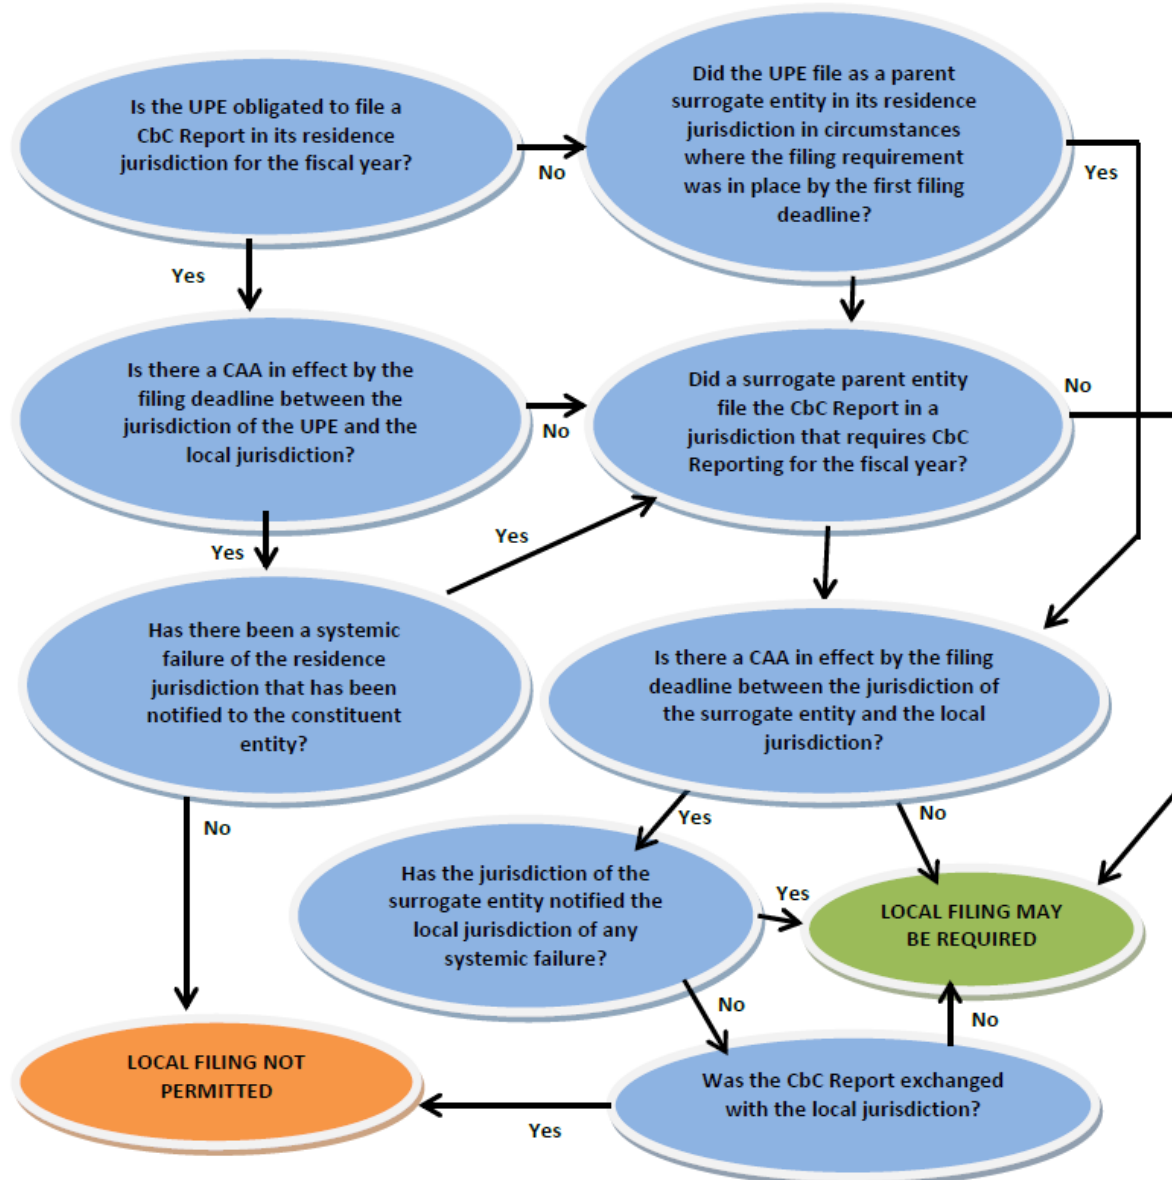 Is the UPE obligated to file a
CbC Report in its residence
jurisdiction for the fiscal year?
No
Did the UPE file as a parent
surrogate entity in its residence
jurisdiction in circumstances
where the filing requirement
was in place by the first filing
deadline?
Yes
Yes
Is there a CAA in effect by the
filing deadline between the
jurisdiction of the UPE and the
local jurisdiction?
No
Did a surrogate parent entity
file the CbC Report in a
jurisdiction that requires CbC
Reporting for the fiscal year?
No
Yes
Yes
Has there been a systemic
failure of the residence
jurisdiction that has been
notified to the constituent
entity?
Is there a CAA in effect by the filing
deadline between the jurisdiction of
the surrogate entity and the local
jurisdiction?
No
Yes
No
Has the jurisdiction of the
surrogate entity notified the
local jurisdiction of any
systemic failure?
Yes
LOCAL FILING MAY
BE REQUIRED
No
No
LOCAL FILING NOT
PERMITTED
Was the CbC Report exchanged
with the local jurisdiction?
Yes